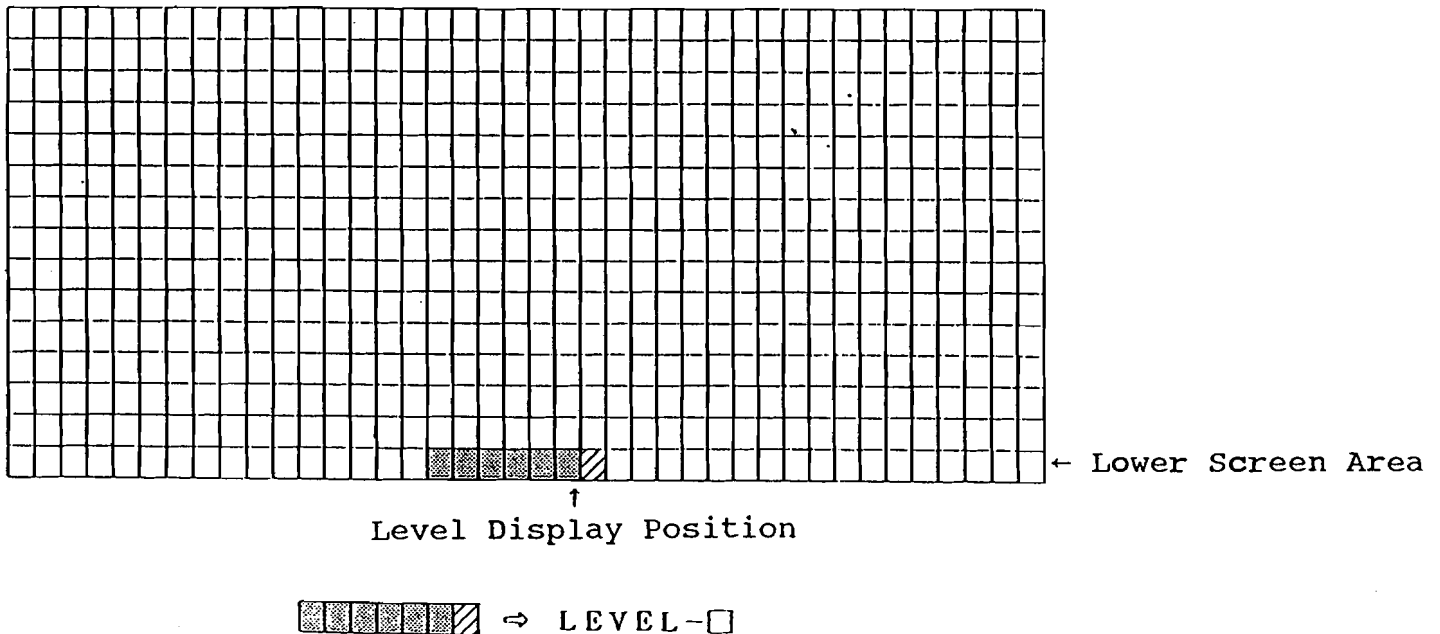 ← Lower Screen Area
↑
Level Display Position
⇨ LEVEL-□